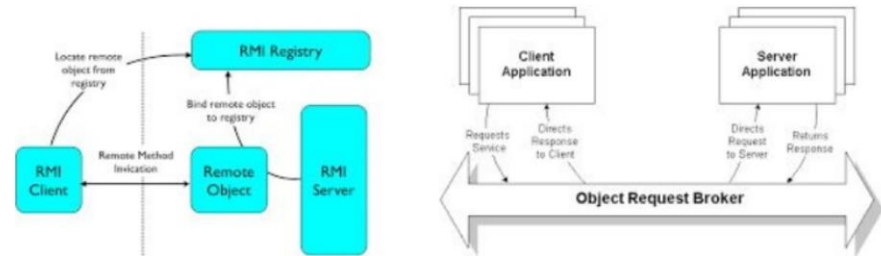 Locate remote
object from
registry
RMI Registry
Bind remote object
to registry
RMI
Client
Remote Method
Invication
Remote
Object
RMI
Server
Client
Application
Server
Application
Requests
Service
Directs
Response
to Client
Directs
Request
to Server
Returns
Response
Object Request Broker